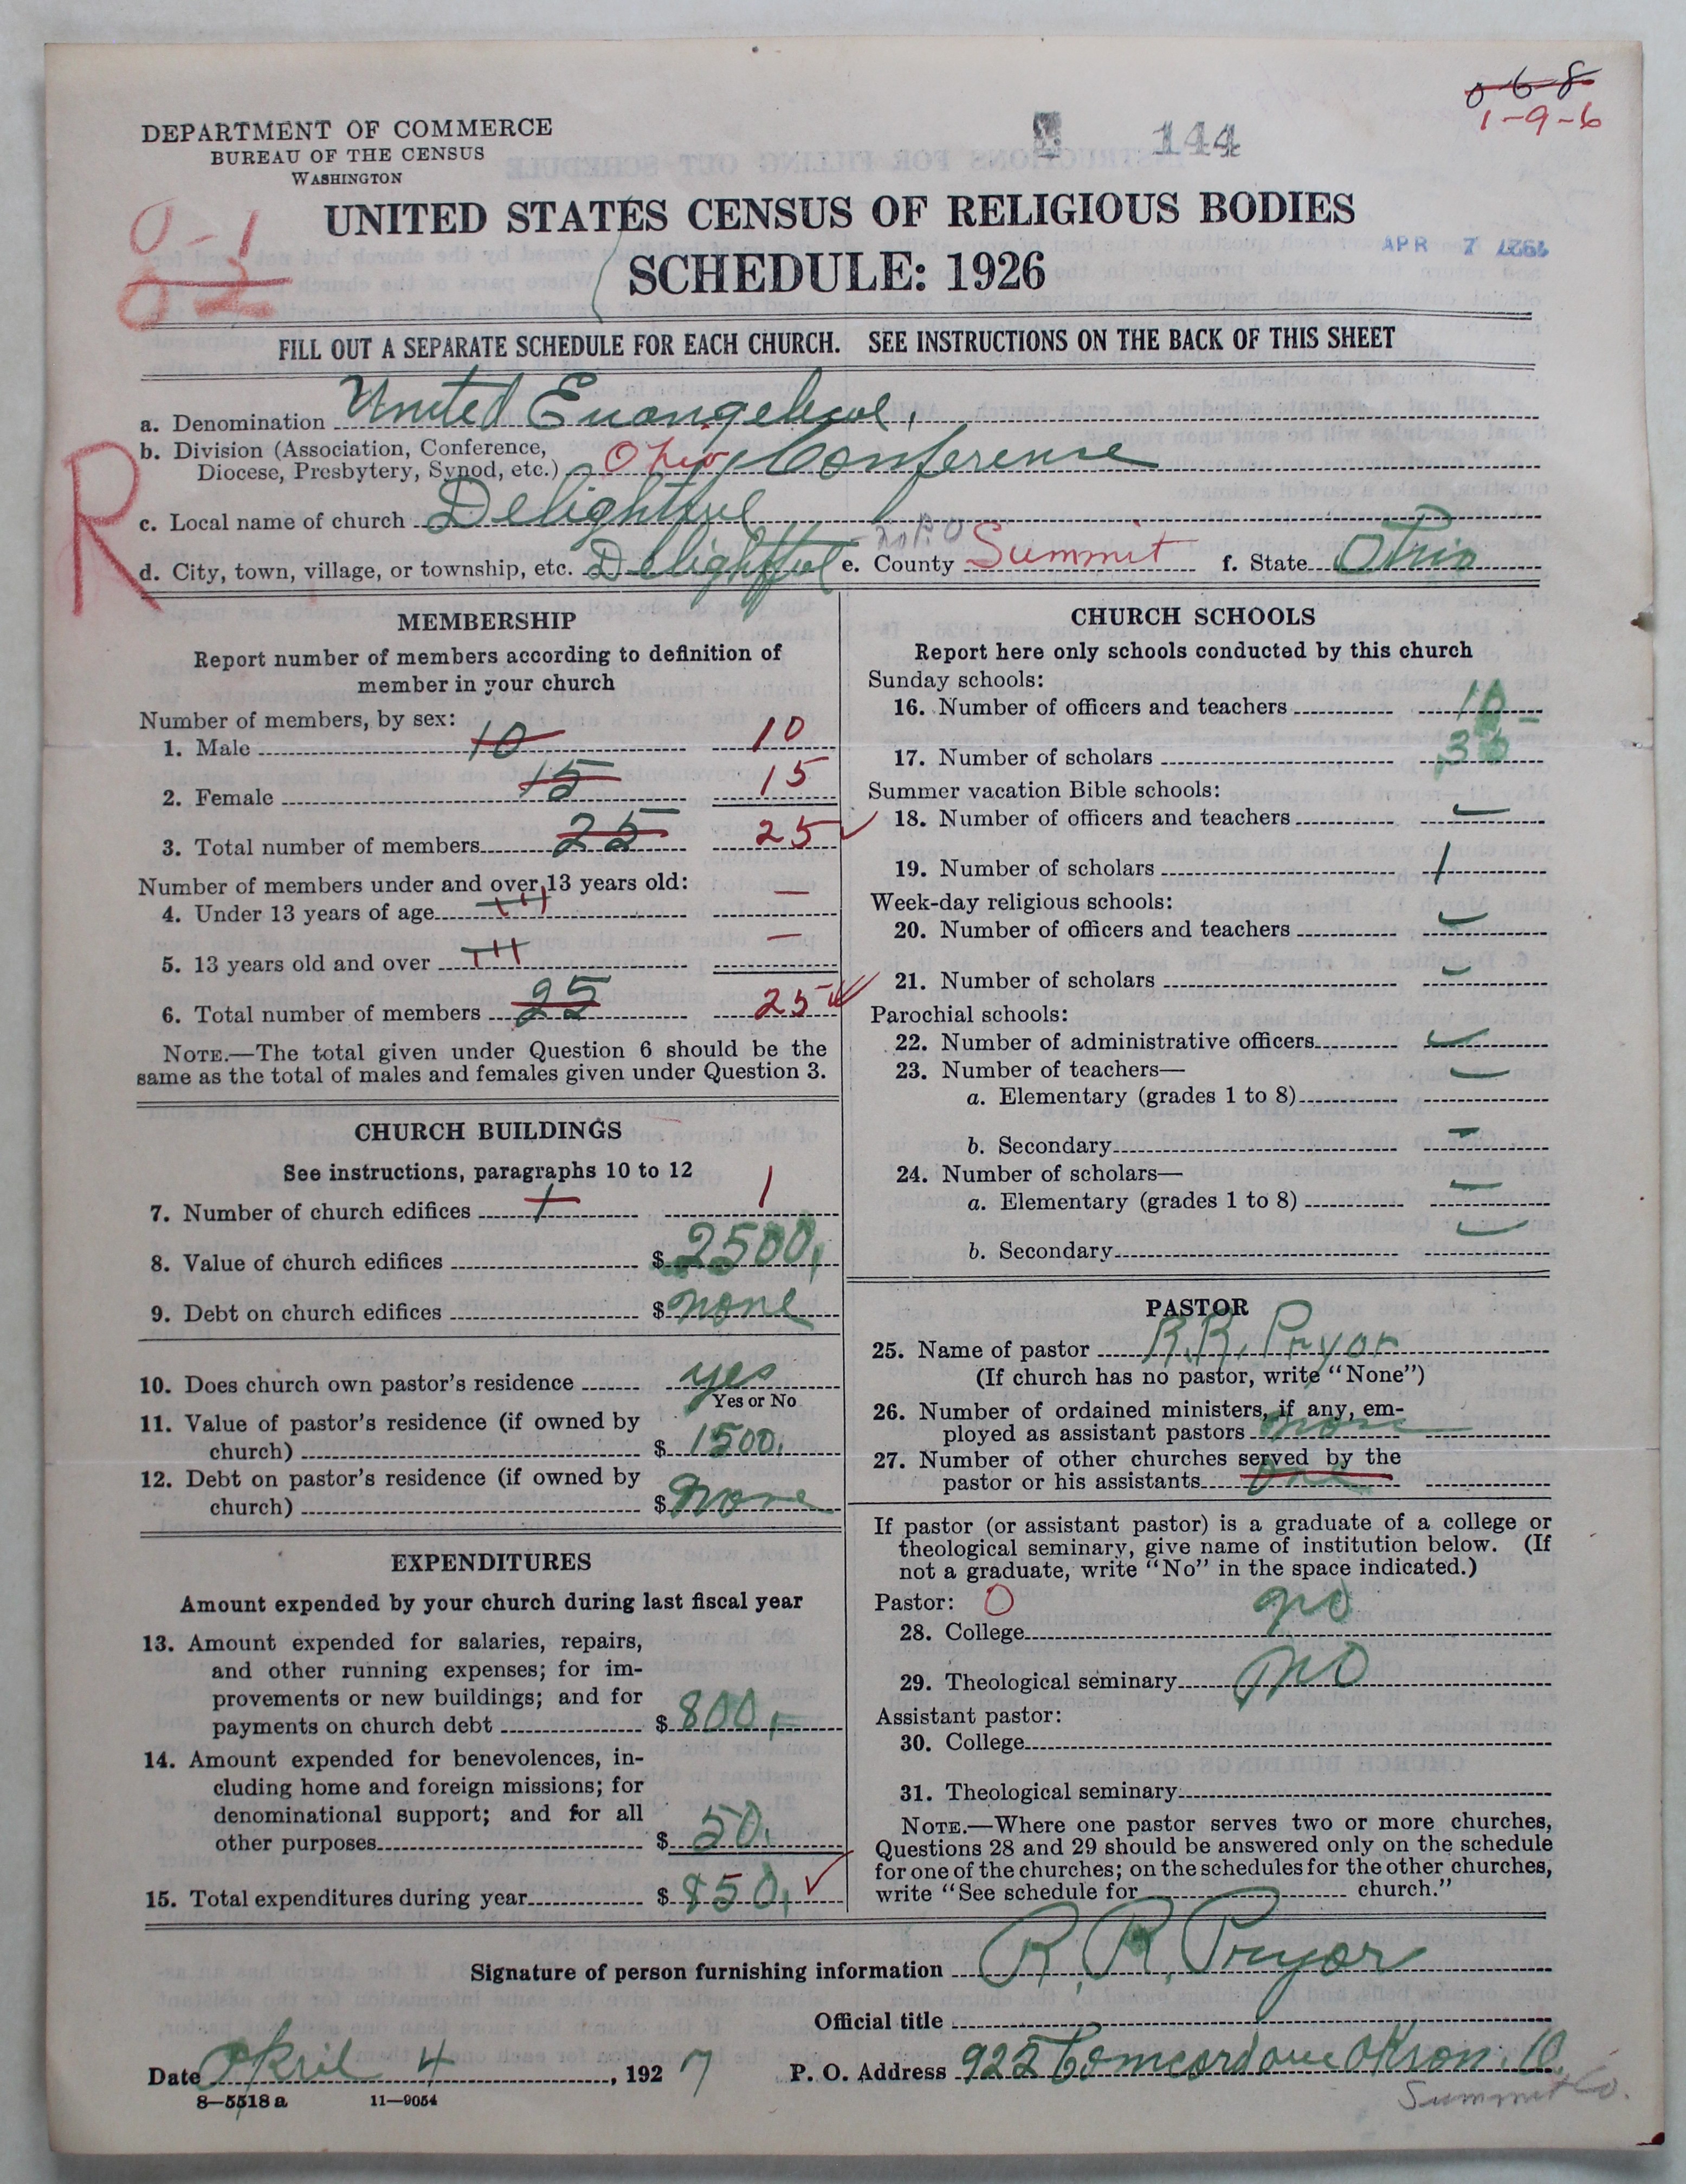 0 6 8
1-9-6
DEPARTMENT OF COMMERCE
BUREAU OF THE CENSUS
WASHINGTON
144
0-1
UNITED STATES CENSUS OF RELIGIOUS BODIES
APR 7 1927
SCHEDULE: 1926
FILL OUT A SEPARATE SCHEDULE FOR EACH CHURCH. SEE INSTRUCTIONS ON THE BACK OF THIS SHEET
R
a. Denomination United Evangelical.
b. Division (Association, Conference,
Diocese, Presbytery, Synod, etc.) Ohio Conference
c. Local name of church Delightful
d. City, town, village, or township, etc. Delightful e. County Summit f. State Ohio
MEMBERSHIP
Report number of members according to definition of
member in your church
Number of members, by sex:
1. Male 10 10
2. Female 15 15
3. Total number of members 25 25
Number of members under and over 13 years old:
4. Under 13 years of age —
5. 13 years old and over —
6. Total number of members 25 25
NOTE.—The total given under Question 6 should be the
same as the total of males and females given under Question 3.
CHURCH BUILDINGS
See instructions, paragraphs 10 to 12
7. Number of church edifices 1 1
8. Value of church edifices $ 2500,
9. Debt on church edifices $ none
10. Does church own pastor's residence yes
Yes or No
11. Value of pastor's residence (if owned by
church) $ 1500.
12. Debt on pastor's residence (if owned by
church) $ None
EXPENDITURES
Amount expended by your church during last fiscal year
13. Amount expended for salaries, repairs,
and other running expenses; for im-
provements or new buildings; and for
payments on church debt $ 800,-
14. Amount expended for benevolences, in-
cluding home and foreign missions; for
denominational support; and for all
other purposes $ 50.
15. Total expenditures during year $ 850,
CHURCH SCHOOLS
Report here only schools conducted by this church
Sunday schools:
16. Number of officers and teachers 10 -
17. Number of scholars
Summer vacation Bible schools:
18. Number of officers and teachers —
19. Number of scholars
Week-day religious schools:
20. Number of officers and teachers —
21. Number of scholars —
Parochial schools:
22. Number of administrative officers —
23. Number of teachers—
a. Elementary (grades 1 to 8) —
b. Secondary —
24. Number of scholars—
a. Elementary (grades 1 to 8) —
b. Secondary —
PASTOR
25. Name of pastor R.R. Pryor
(If church has no pastor, write "None")
26. Number of ordained ministers, if any, em-
ployed as assistant pastors none
27. Number of other churches served by the
pastor or his assistants one
If pastor (or assistant pastor) is a graduate of a college or
theological seminary, give name of institution below. (If
not a graduate, write "No" in the space indicated.)
Pastor: 0
28. College no
29. Theological seminary no
Assistant pastor:
30. College
31. Theological seminary
NOTE.—Where one pastor serves two or more churches,
Questions 28 and 29 should be answered only on the schedule
for one of the churches; on the schedules for the other churches,
write "See schedule for church."
Signature of person furnishing information R. R. Pryor
Official title
Date April 4, 1927 P. O. Address 922 Concord ave Akron. O.
Summit Co.
8—5518 a 11—9054